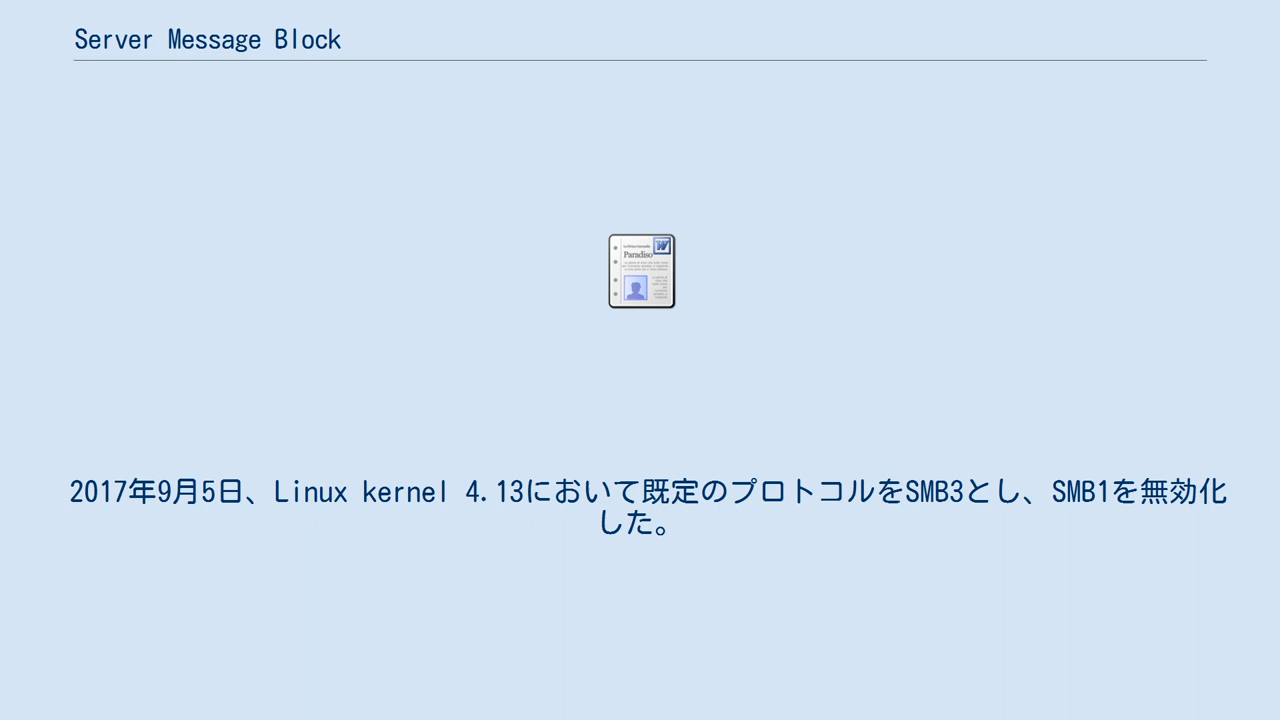 Server Message Block
Paradiso
W
2017年9月5日、Linux kernel 4.13において既定のプロトコルをSMB3とし、SMB1を無効化
した。